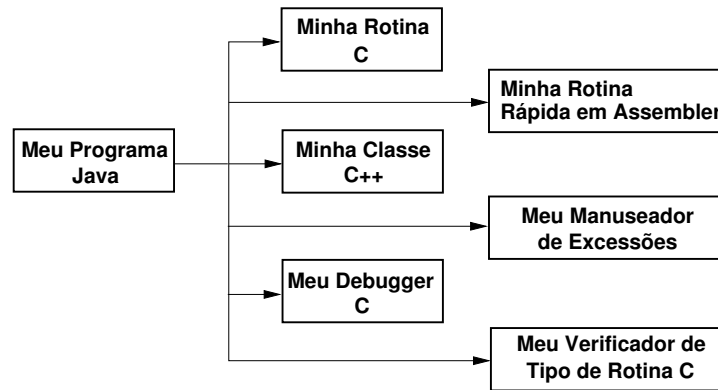 Minha Rotina
C
Minha Rotina
Rápida em Assembler
Meu Programa
Java
Minha Classe
C++
Meu Manuseador
de Excessões
Meu Debugger
C
Meu Verificador de
Tipo de Rotina C